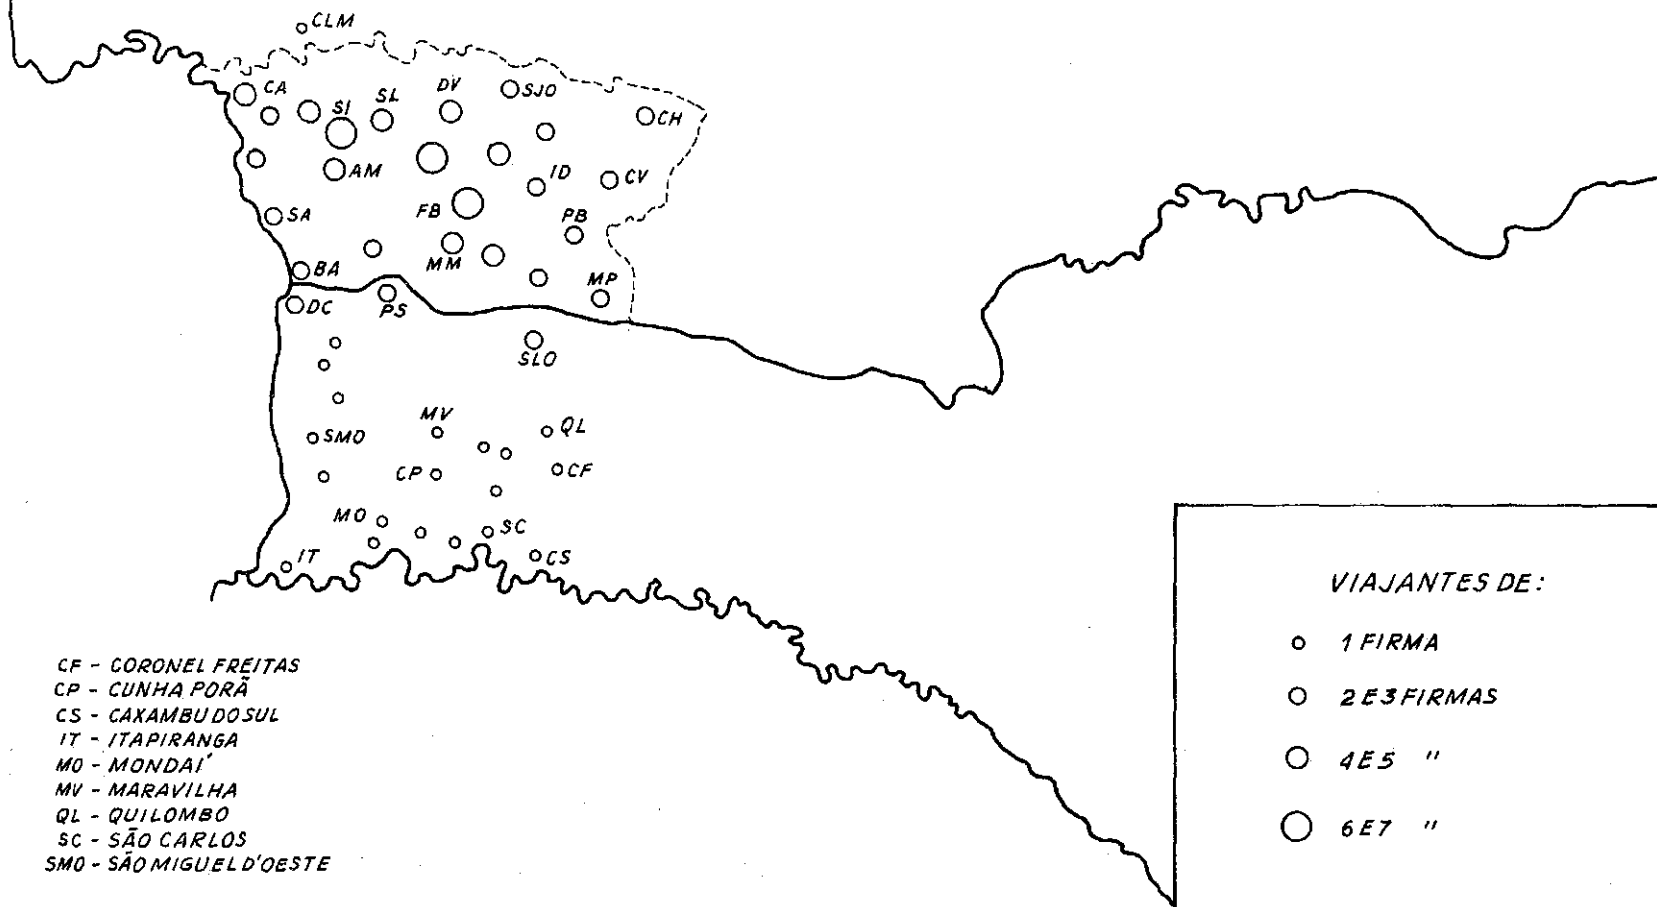 CLM
CA
SI
SL
DV
SJO
CH
AM
ID
CV
SA
FB
PB
BA
MM
MP
DC
PS
SLO
MV
QL
SMO
CP
CF
MO
SC
IT
CS
CF - CORONEL FREITAS
CP - CUNHA PORÃ
CS - CAXAMBU DO SUL
IT - ITAPIRANGA
MO - MONDAÍ
MV - MARAVILHA
QL - QUILOMBO
SC - SÃO CARLOS
SMO - SÃO MIGUEL D'OESTE
VIAJANTES DE:
1 FIRMA
2 E 3 FIRMAS
4 E 5 "
6 E 7 "